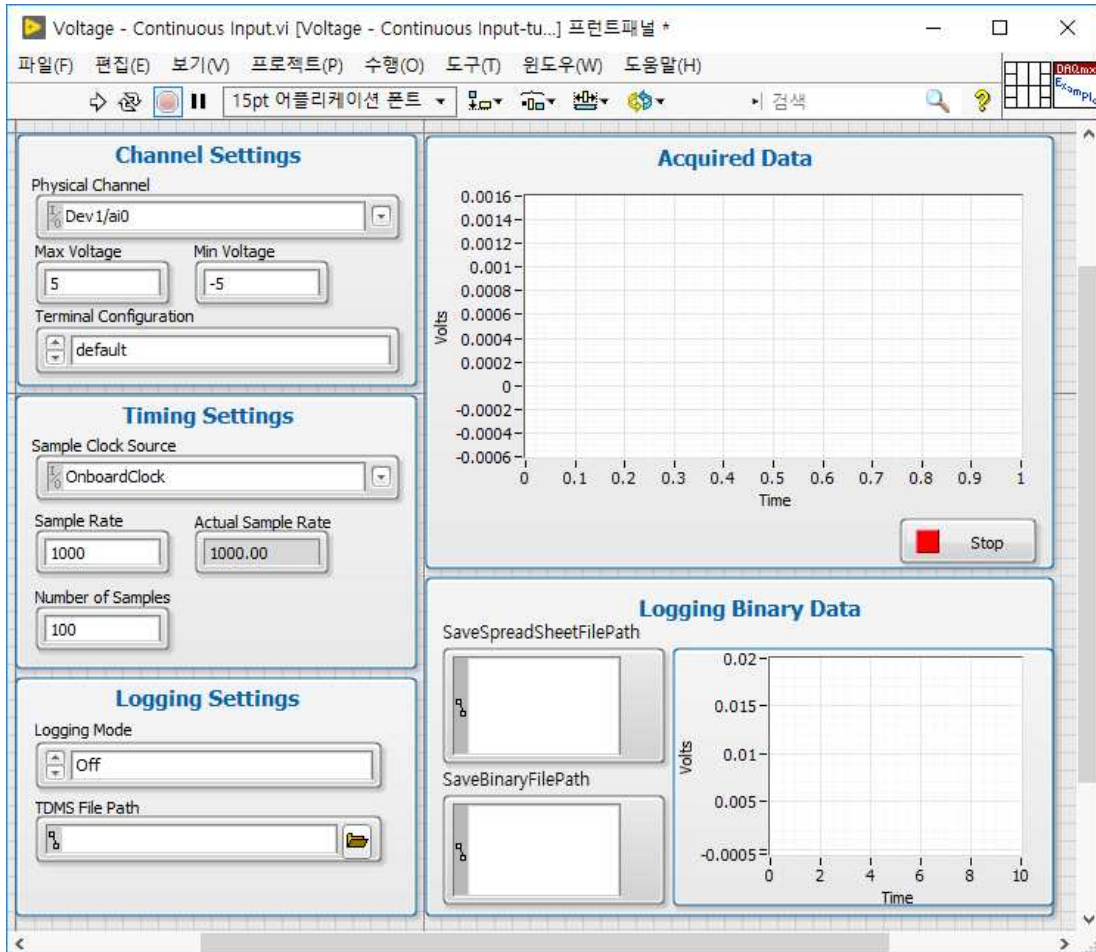 Voltage - Continuous Input.vi [Voltage - Continuous Input-tu...] 프런트패널 *
파일(F) 편집(E) 보기(V) 프로젝트(P) 수행(O) 도구(T) 윈도우(W) 도움말(H)
15pt 어플리케이션 폰트
검색
DAQmx
Example
Channel Settings
Physical Channel
Dev1/ai0
Max Voltage
Min Voltage
5
-5
Terminal Configuration
default
Timing Settings
Sample Clock Source
OnboardClock
Sample Rate
Actual Sample Rate
1000
1000.00
Number of Samples
100
Logging Settings
Logging Mode
Off
TDMS File Path
Acquired Data
Volts
0.0016
0.0014
0.0012
0.001
0.0008
0.0006
0.0004
0.0002
0
-0.0002
-0.0004
-0.0006
0 0.1 0.2 0.3 0.4 0.5 0.6 0.7 0.8 0.9 1
Time
Stop
Logging Binary Data
SaveSpreadSheetFilePath
SaveBinaryFilePath
Volts
0.02
0.015
0.01
0.005
-0.0005
0 2 4 6 8 10
Time